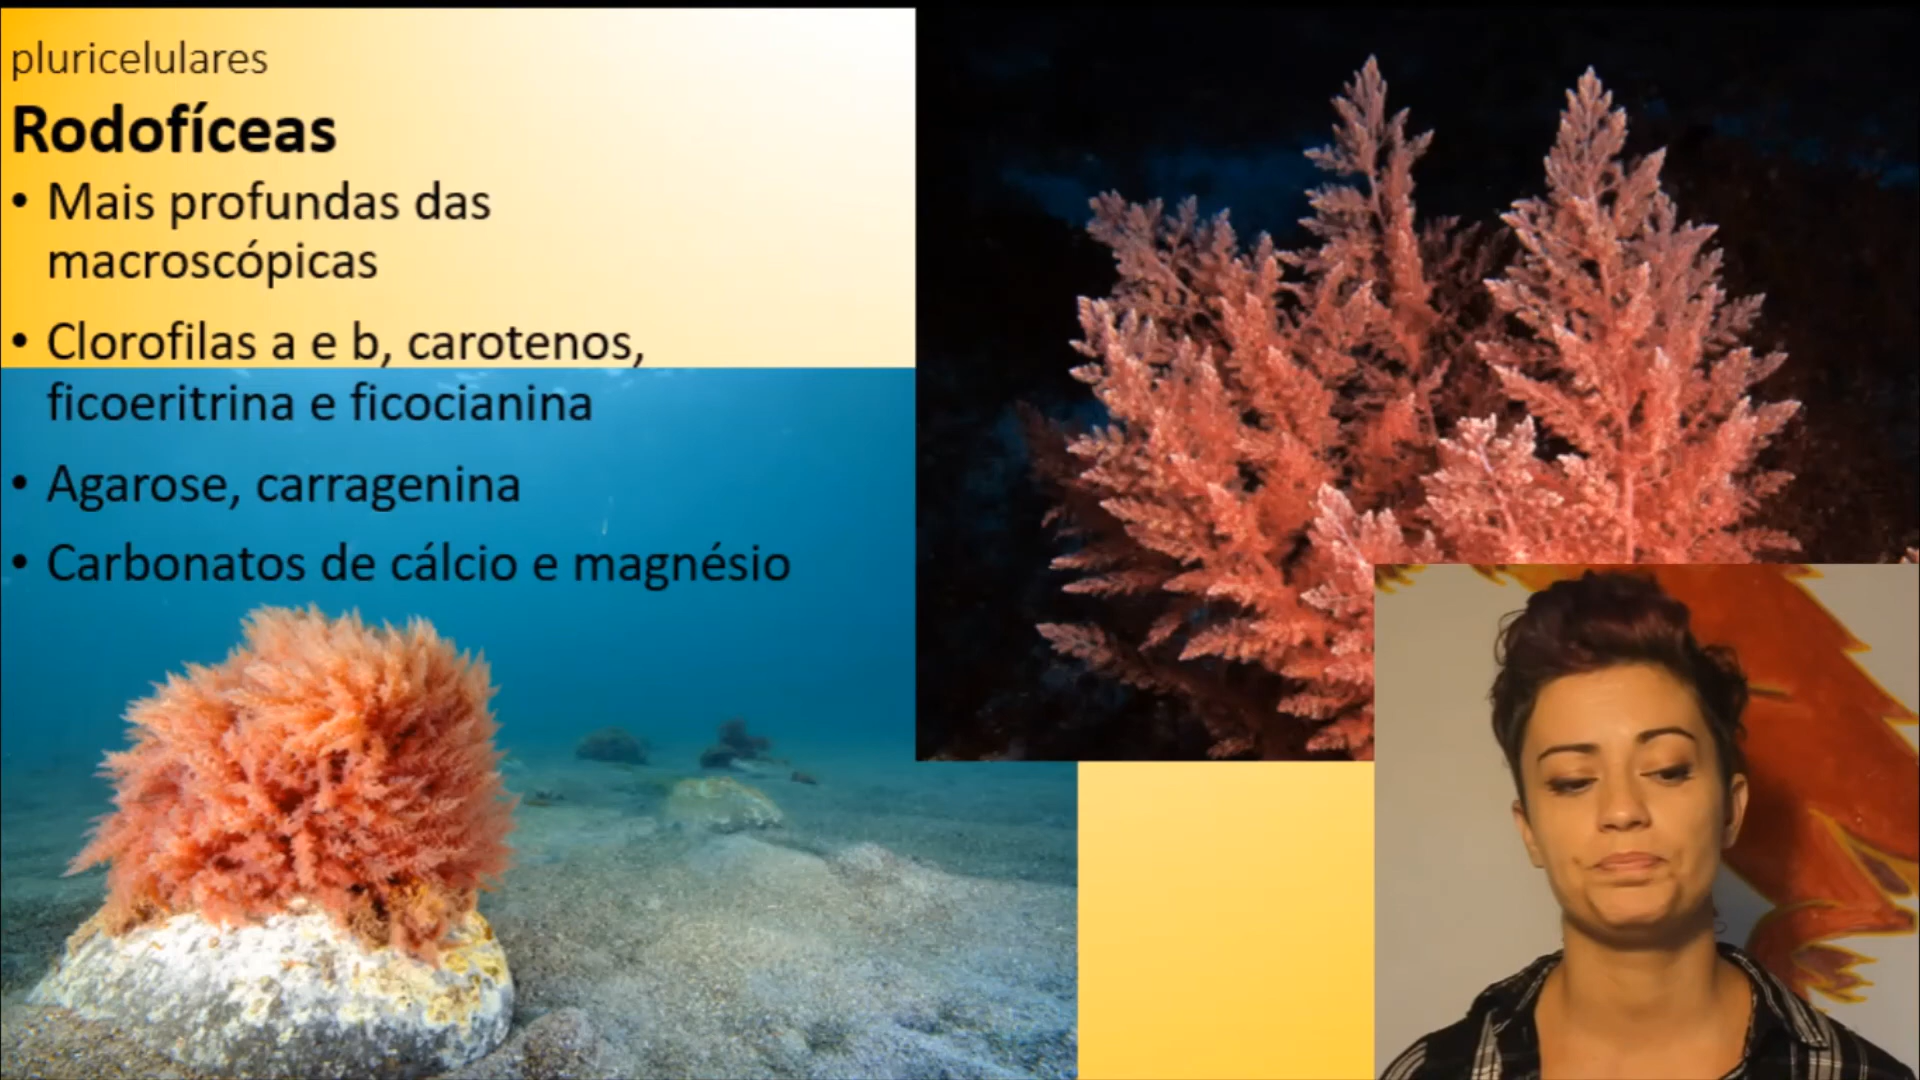 pluricelulares
Rodofíceas
• Mais profundas das
macroscópicas
• Clorofilas a e b, carotenos,
ficoeritrina e ficocianina
• Agarose, carragenina
• Carbonatos de cálcio e magnésio